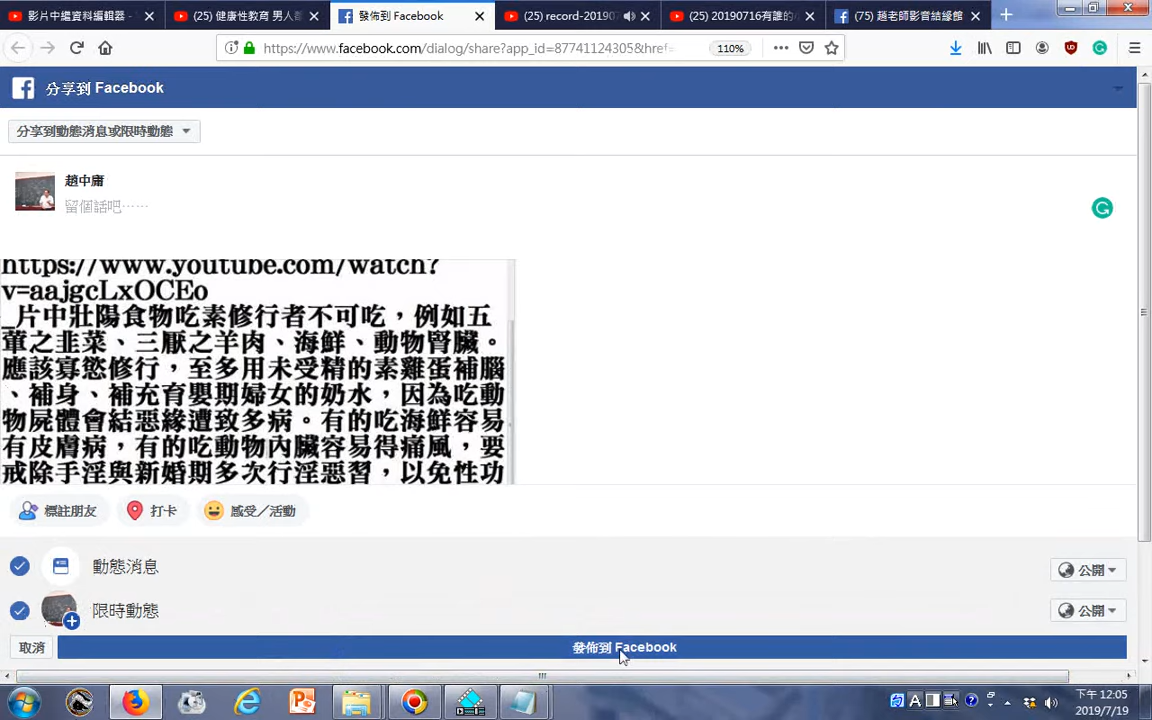 影片中繼資料編輯器 - Y
(25) 健康性教育 男人養
發佈到 Facebook
(25) record-20190
(25) 20190716有誰的
(75) 趙老師影音結緣館
https://www.facebook.com/dialog/share?app_id=87741124305&href=
110%
分享到 Facebook
分享到動態消息或限時動態
趙中庸
留個話吧……
https://www.youtube.com/watch?
v=aajgcLxOCEo
_片中壯陽食物吃素修行者不可吃，例如五
葷之韭菜、三厭之羊肉、海鮮、動物腎臟。
應該寡慾修行，至多用未受精的素雞蛋補腦
、補身、補充育嬰期婦女的奶水，因為吃動
物屍體會結惡緣遭致多病。有的吃海鮮容易
有皮膚病，有的吃動物內臟容易得痛風，要
戒除手淫與新婚期多次行淫惡習，以免性功
標註朋友
打卡
感受／活動
動態消息
公開
限時動態
公開
取消
發佈到 Facebook
下午 12:05
2019/7/19